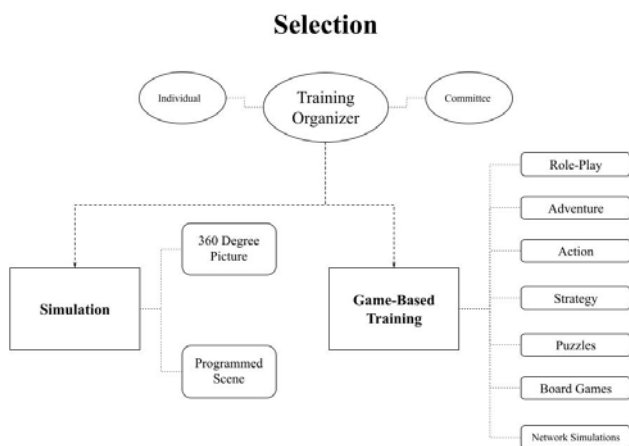 Selection
Individual
Training
Organizer
Committee
Role-Play
Adventure
360 Degree
Picture
Action
Simulation
Game-Based
Training
Strategy
Puzzles
Programmed
Scene
Board Games
Network Simulations